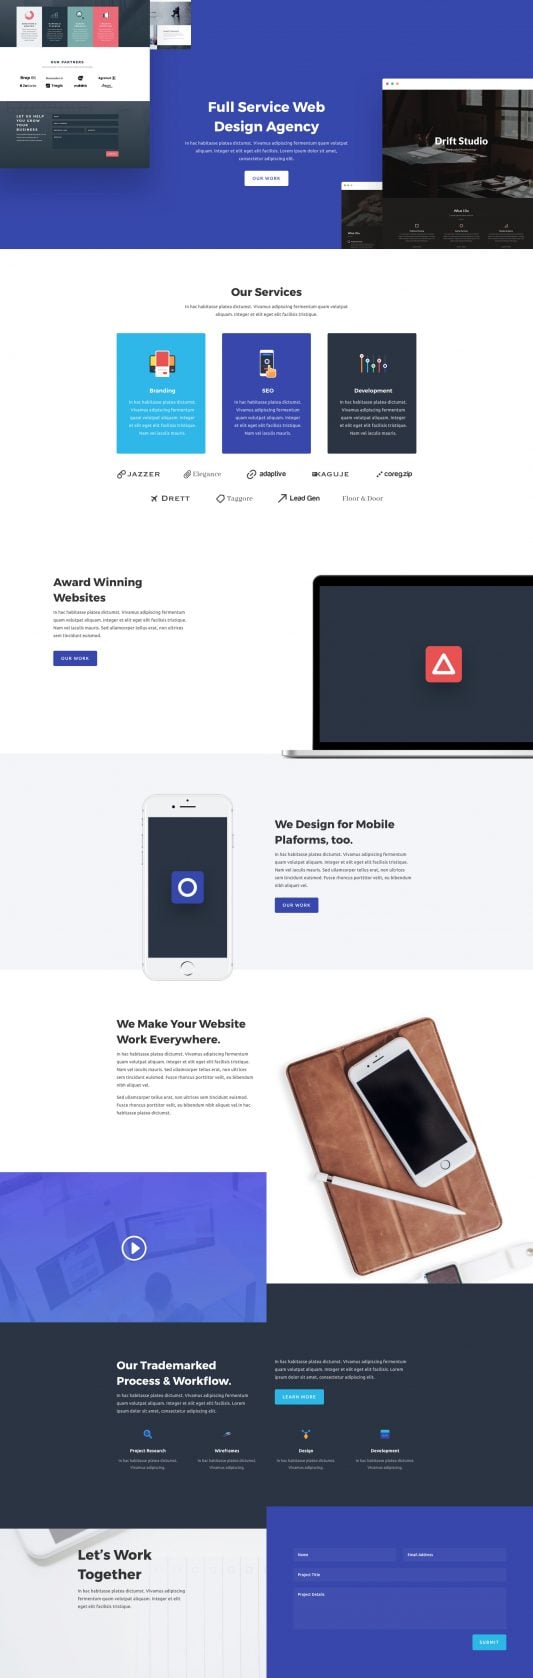 OUR PARTNERS
LET US HELP
YOU GROW
YOUR
BUSINESS
Full Service Web
Design Agency
In hac habitasse platea dictumst. Vivamus adipiscing fermentum quam volutpat
aliquam. Integer et elit eget elit facilisis tristique. Lorem ipsum dolor sit amet,
consectetur adipiscing elit.
OUR WORK
Drift Studio
What I Do
What I Do
Our Services
In hac habitasse platea dictumst. Vivamus adipiscing fermentum quam volutpat
aliquam. Integer et elit eget elit facilisis tristique.
Branding
In hac habitasse platea dictumst.
Vivamus adipiscing fermentum
quam volutpat aliquam. Integer
et elit eget elit facilisis tristique.
Nam vel iaculis mauris.
SEO
In hac habitasse platea dictumst.
Vivamus adipiscing fermentum
quam volutpat aliquam. Integer
et elit eget elit facilisis tristique.
Nam vel iaculis mauris.
Development
In hac habitasse platea dictumst.
Vivamus adipiscing fermentum
quam volutpat aliquam. Integer
et elit eget elit facilisis tristique.
Nam vel iaculis mauris.
JAZZER Elegance adaptive KAGUJE coreg.zip
DRETT Taggore Lead Gen Floor & Door
Award Winning
Websites
In hac habitasse platea dictumst. Vivamus adipiscing fermentum
quam volutpat aliquam. Integer et elit eget elit facilisis tristique.
Nam vel iaculis mauris. Sed ullamcorper tellus erat, non ultrices
sem tincidunt euismod.
OUR WORK
We Design for Mobile
Plaforms, too.
In hac habitasse platea dictumst. Vivamus adipiscing fermentum
quam volutpat aliquam. Integer et elit eget elit facilisis tristique.
Nam vel iaculis mauris. Sed ullamcorper tellus erat, non ultrices
sem tincidunt euismod. Fusce rhoncus porttitor velit, eu bibendum
nibh aliquet vel.
OUR WORK
We Make Your Website
Work Everywhere.
In hac habitasse platea dictumst. Vivamus adipiscing fermentum
quam volutpat aliquam. Integer et elit eget elit facilisis tristique.
Nam vel iaculis mauris. Sed ullamcorper tellus erat, non ultrices
sem tincidunt euismod. Fusce rhoncus porttitor velit, eu bibendum
nibh aliquet vel.
Sed ullamcorper tellus erat, non ultrices sem tincidunt euismod.
Fusce rhoncus porttitor velit, eu bibendum nibh aliquet vel.In hac
habitasse platea dictumst.
Our Trademarked
Process & Workflow.
In hac habitasse platea dictumst. Vivamus adipiscing fermentum
quam volutpat aliquam. Integer et elit eget elit facilisis tristique. Lorem
ipsum dolor sit amet, consectetur adipiscing elit.
In hac habitasse platea dictumst. Vivamus adipiscing fermentum quam
volutpat aliquam. Integer et elit eget elit facilisis tristique. Lorem
ipsum dolor sit amet, consectetur adipiscing elit.
LEARN MORE
Project Research
In hac habitasse platea dictumst.
Vivamus adipiscing.
Wireframes
In hac habitasse platea dictumst.
Vivamus adipiscing.
Design
In hac habitasse platea dictumst.
Vivamus adipiscing.
Development
In hac habitasse platea dictumst.
Vivamus adipiscing.
Let's Work
Together
In hac habitasse platea dictumst. Vivamus adipiscing fermentum
quam volutpat aliquam. Integer et elit eget elit facilisis tristique.
Name
Email Address
Project Title
Project Details
SUBMIT